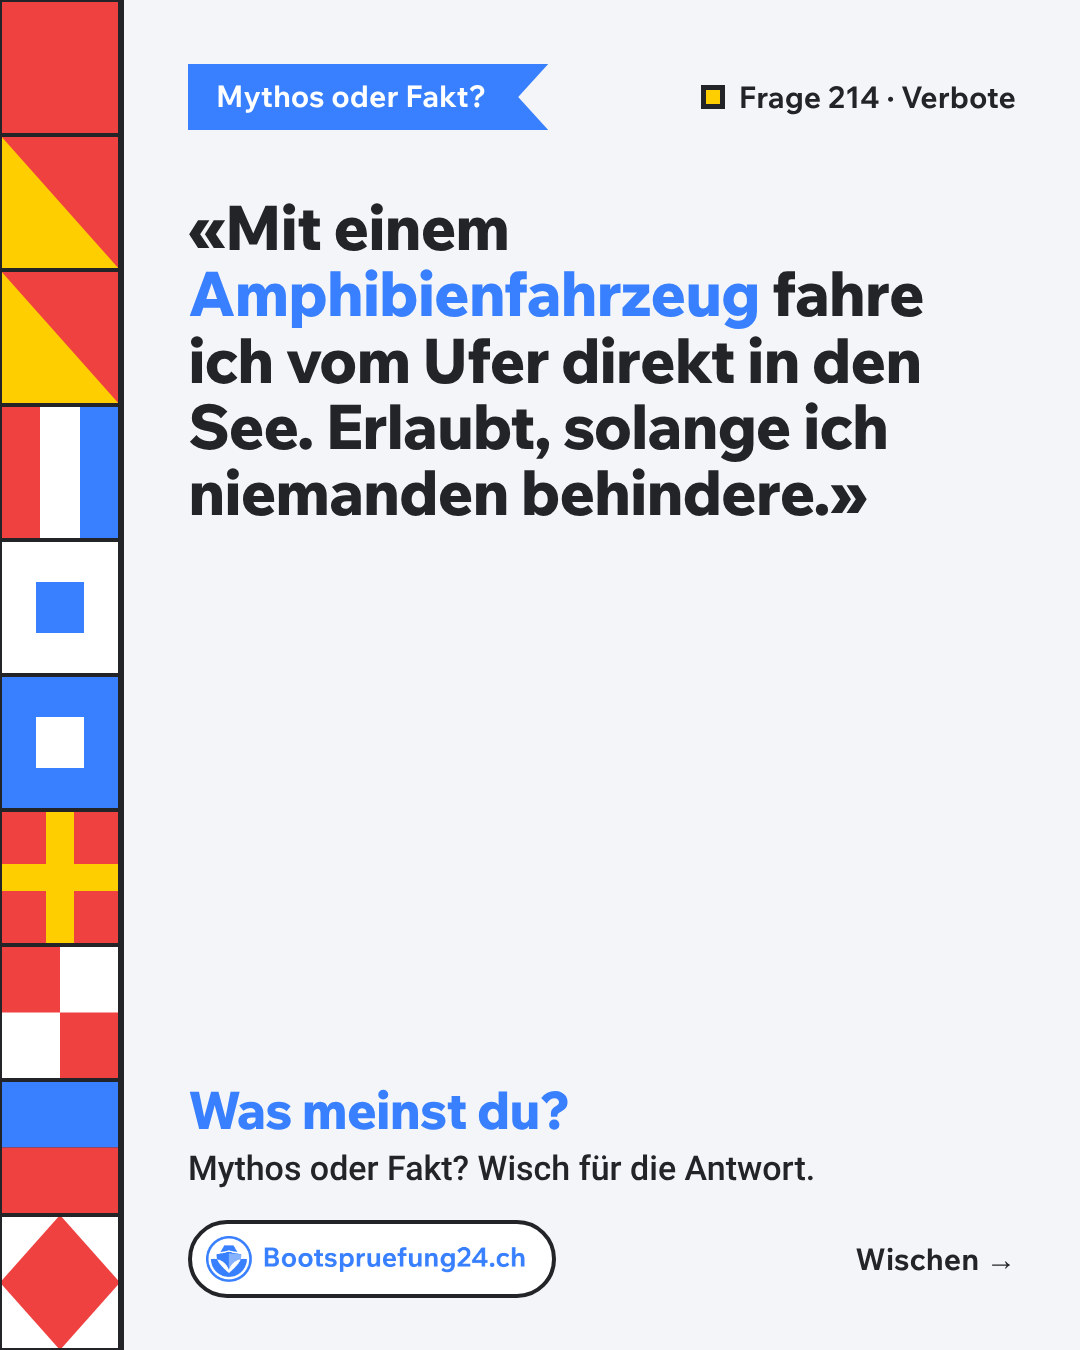 Mythos oder Fakt?
Frage 214 · Verbote
«Mit einem
Amphibienfahrzeug fahre
ich vom Ufer direkt in den
See. Erlaubt, solange ich
niemanden behindere.»
Was meinst du?
Mythos oder Fakt? Wisch für die Antwort.
Bootspruefung24.ch
Wischen →